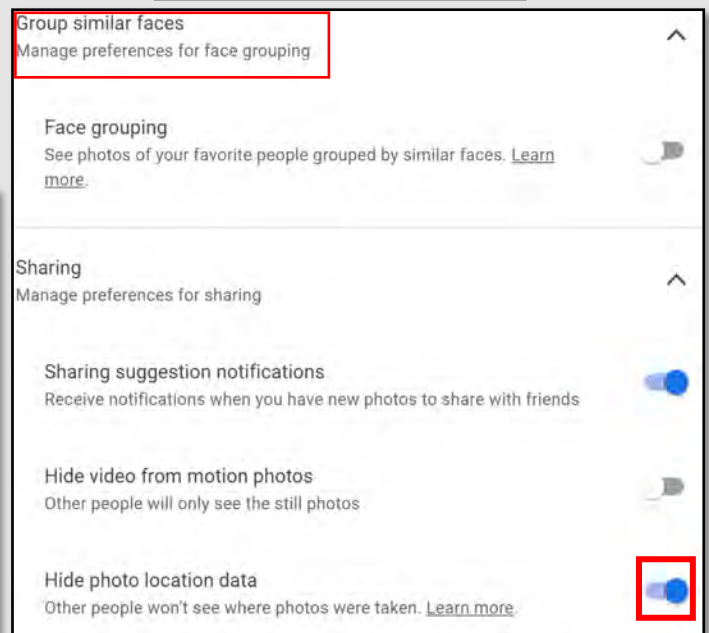 Group similar faces
Manage preferences for face grouping
Face grouping
See photos of your favorite people grouped by similar faces. Learn
more.
Sharing
Manage preferences for sharing
Sharing suggestion notifications
Receive notifications when you have new photos to share with friends
Hide video from motion photos
Other people will only see the still photos
Hide photo location data
Other people won't see where photos were taken. Learn more.